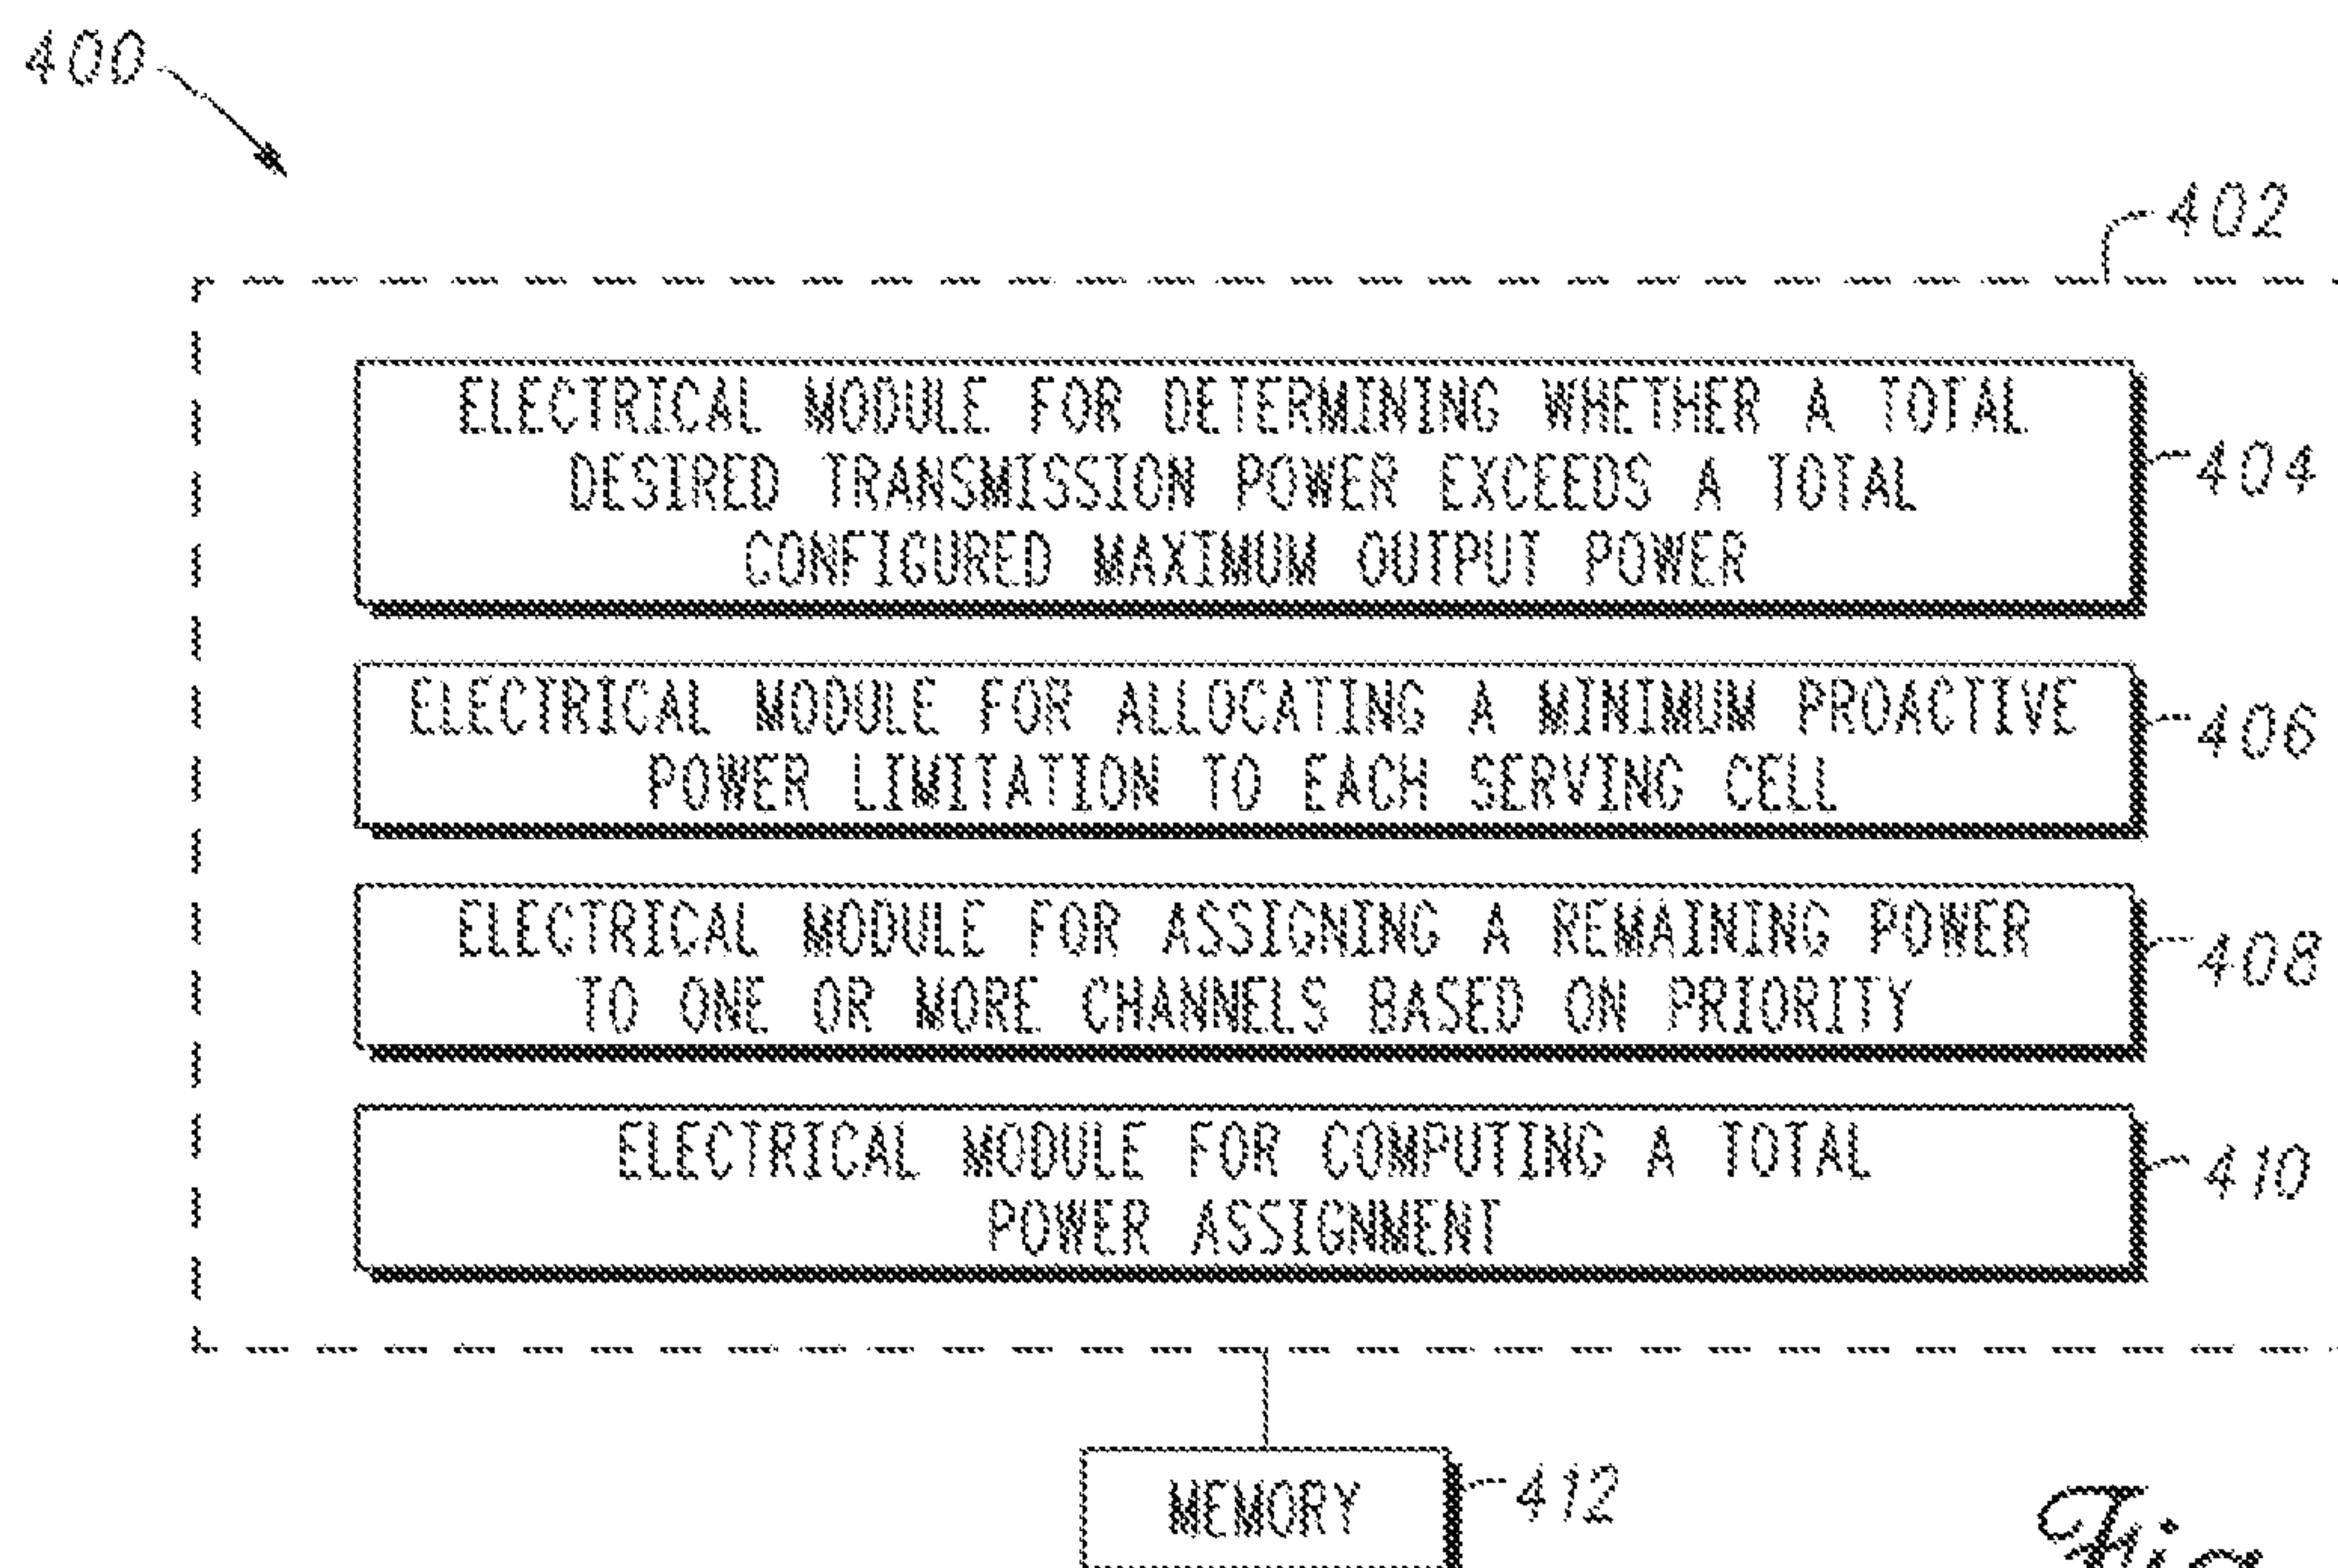 400
402
ELECTRICAL MODULE FOR DETERMINING WHETHER A TOTAL
DESIRED TRANSMISSION POWER EXCEEDS A TOTAL
CONFIGURED MAXIMUM OUTPUT POWER
404
ELECTRICAL MODULE FOR ALLOCATING A MINIMUM PROACTIVE
POWER LIMITATION TO EACH SERVING CELL
406
ELECTRICAL MODULE FOR ASSIGNING A REMAINING POWER
TO ONE OR MORE CHANNELS BASED ON PRIORITY
408
ELECTRICAL MODULE FOR COMPUTING A TOTAL
POWER ASSIGNMENT
410
MEMORY
412